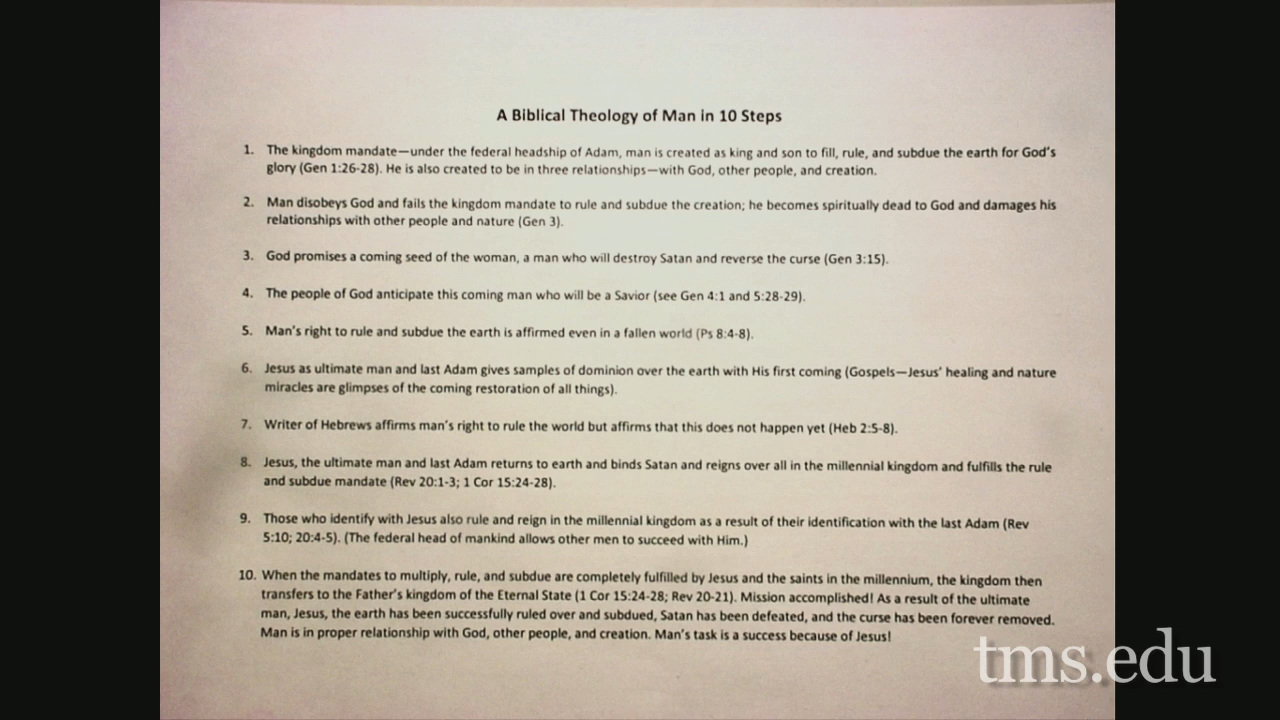 A Biblical Theology of Man in 10 Steps
1. The kingdom mandate—under the federal headship of Adam, man is created as king and son to fill, rule, and subdue the earth for God's
glory (Gen 1:26-28). He is also created to be in three relationships—with God, other people, and creation.
2. Man disobeys God and fails the kingdom mandate to rule and subdue the creation; he becomes spiritually dead to God and damages his
relationships with other people and nature (Gen 3).
3. God promises a coming seed of the woman, a man who will destroy Satan and reverse the curse (Gen 3:15).
4. The people of God anticipate this coming man who will be a Savior (see Gen 4:1 and 5:28-29).
5. Man's right to rule and subdue the earth is affirmed even in a fallen world (Ps 8:4-8).
6. Jesus as ultimate man and last Adam gives samples of dominion over the earth with His first coming (Gospels—Jesus' healing and nature
miracles are glimpses of the coming restoration of all things).
7. Writer of Hebrews affirms man's right to rule the world but affirms that this does not happen yet (Heb 2:5-8).
8. Jesus, the ultimate man and last Adam returns to earth and binds Satan and reigns over all in the millennial kingdom and fulfills the rule
and subdue mandate (Rev 20:1-3; 1 Cor 15:24-28).
9. Those who identify with Jesus also rule and reign in the millennial kingdom as a result of their identification with the last Adam (Rev
5:10; 20:4-5). (The federal head of mankind allows other men to succeed with Him.)
10. When the mandates to multiply, rule, and subdue are completely fulfilled by Jesus and the saints in the millennium, the kingdom then
transfers to the Father's kingdom of the Eternal State (1 Cor 15:24-28; Rev 20-21). Mission accomplished! As a result of the ultimate
man, Jesus, the earth has been successfully ruled over and subdued, Satan has been defeated, and the curse has been forever removed.
Man is in proper relationship with God, other people, and creation. Man's task is a success because of Jesus!
tms.edu